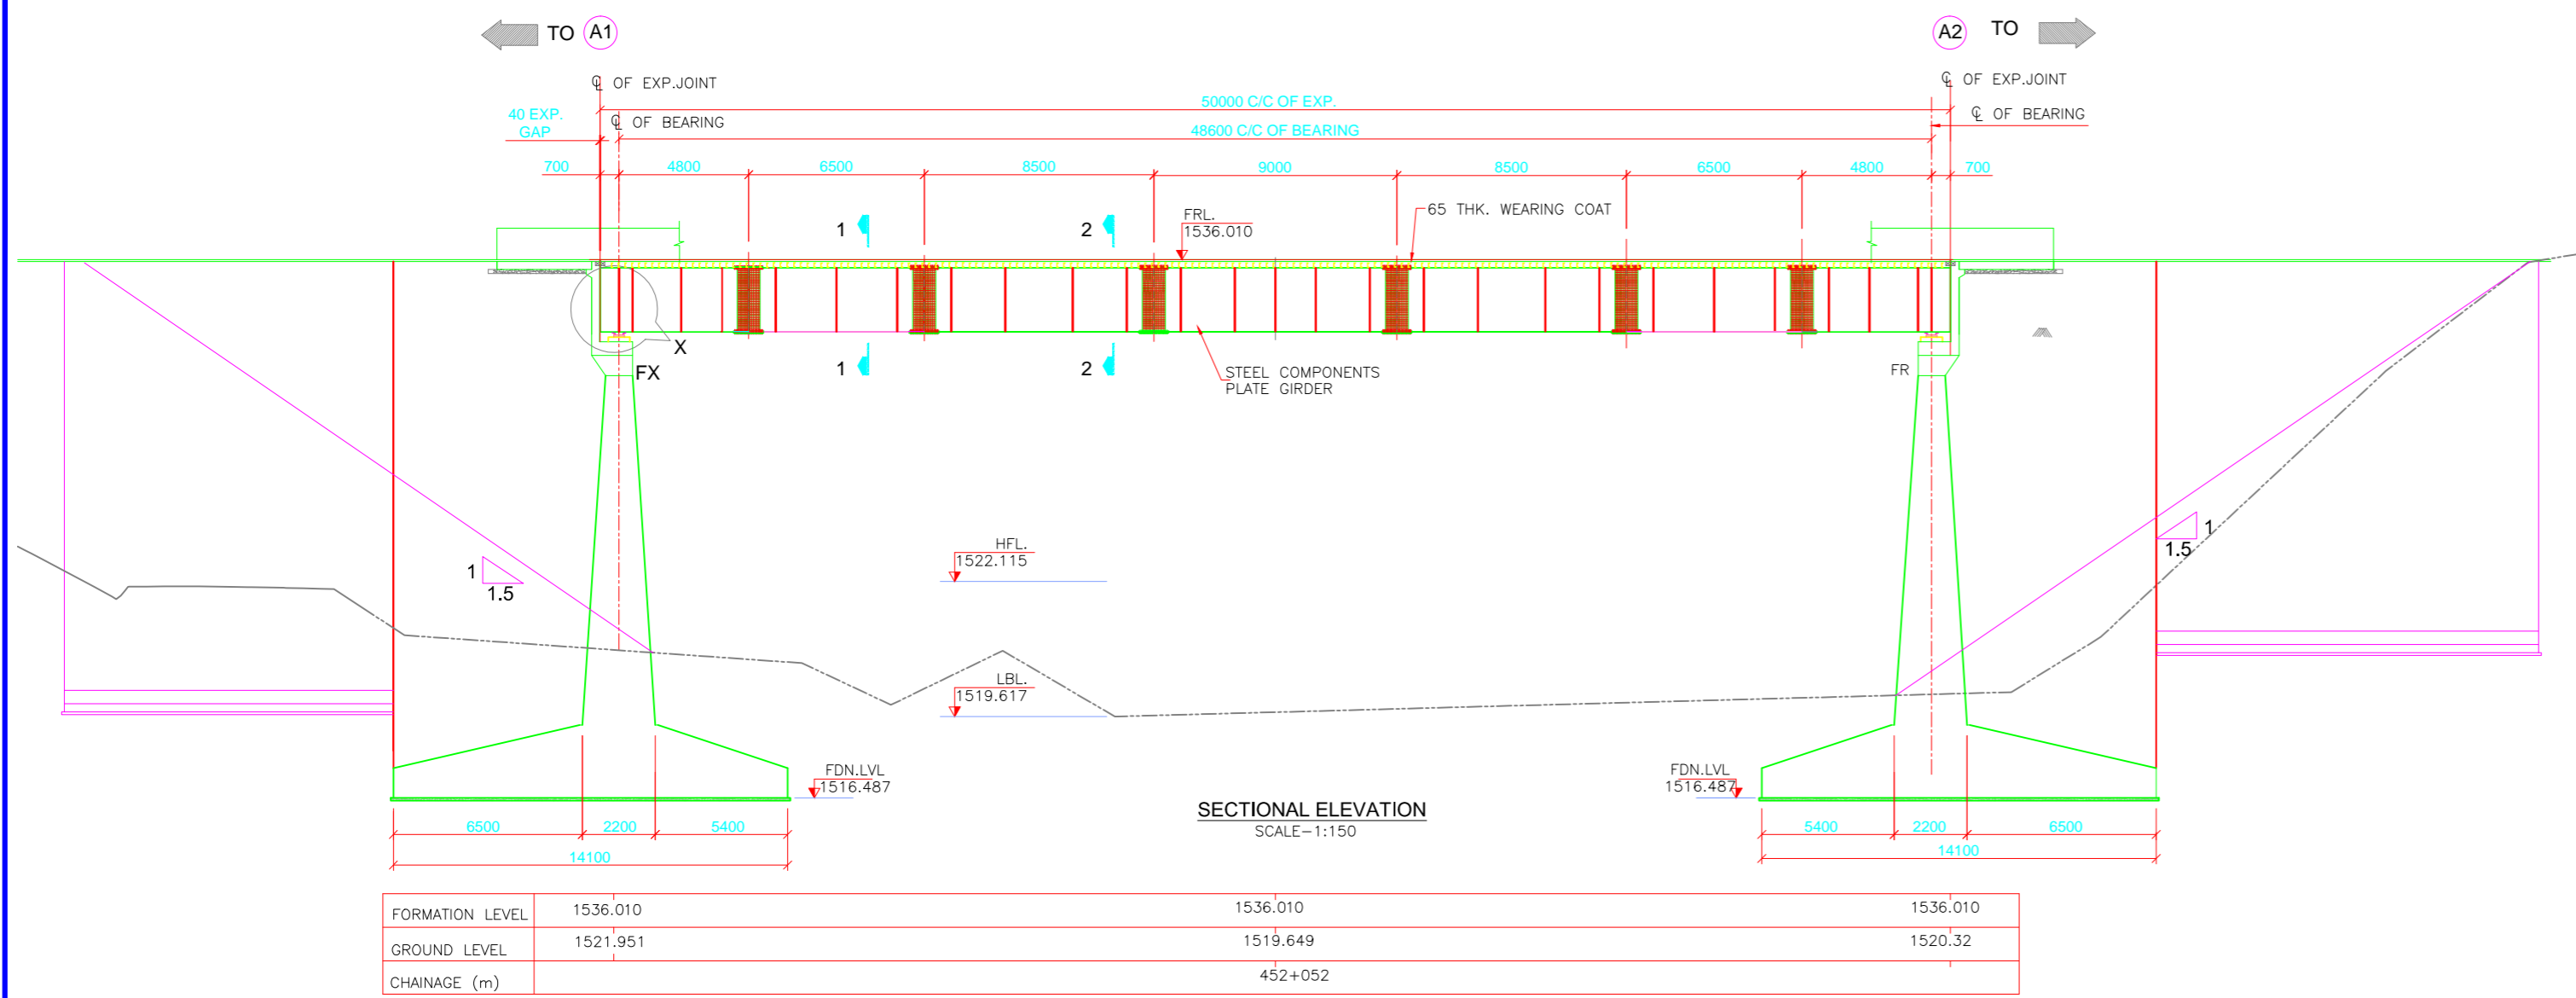 TO A1
A2 TO
℄ OF EXP.JOINT
℄ OF EXP.JOINT
50000 C/C OF EXP.
40 EXP.
GAP
℄ OF BEARING
℄ OF BEARING
48600 C/C OF BEARING
700 4800 6500 8500 9000 8500 6500 4800 700
FRL.
1536.010
65 THK. WEARING COAT
1 2
X
1 2
FX
FR
STEEL COMPONENTS
PLATE GIRDER
HFL.
1522.115
1
1.5
1
1.5
LBL.
1519.617
FDN.LVL
1516.487
FDN.LVL
1516.487
SECTIONAL ELEVATION
SCALE-1:150
6500 2200 5400
14100
5400 2200 6500
14100
FORMATION LEVEL 1536.010 1536.010 1536.010
GROUND LEVEL 1521.951 1519.649 1520.32
CHAINAGE (m) 452+052